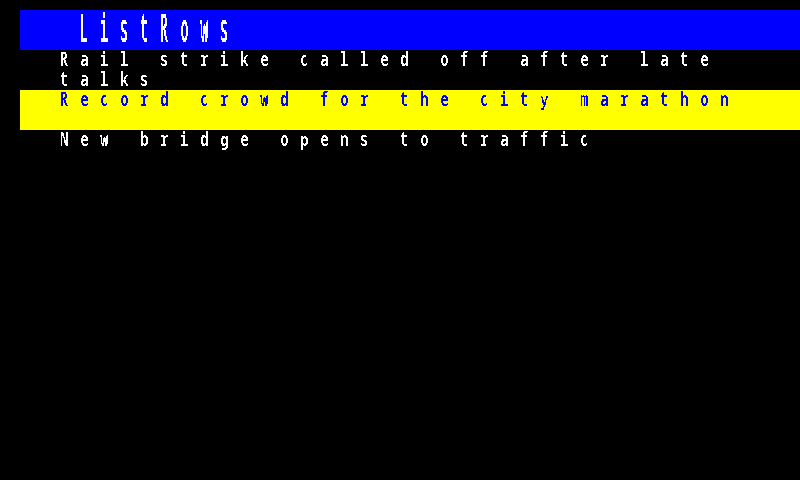 ListRows
Rail strike called off after late
talks
Record crowd for the city marathon
New bridge opens to traffic